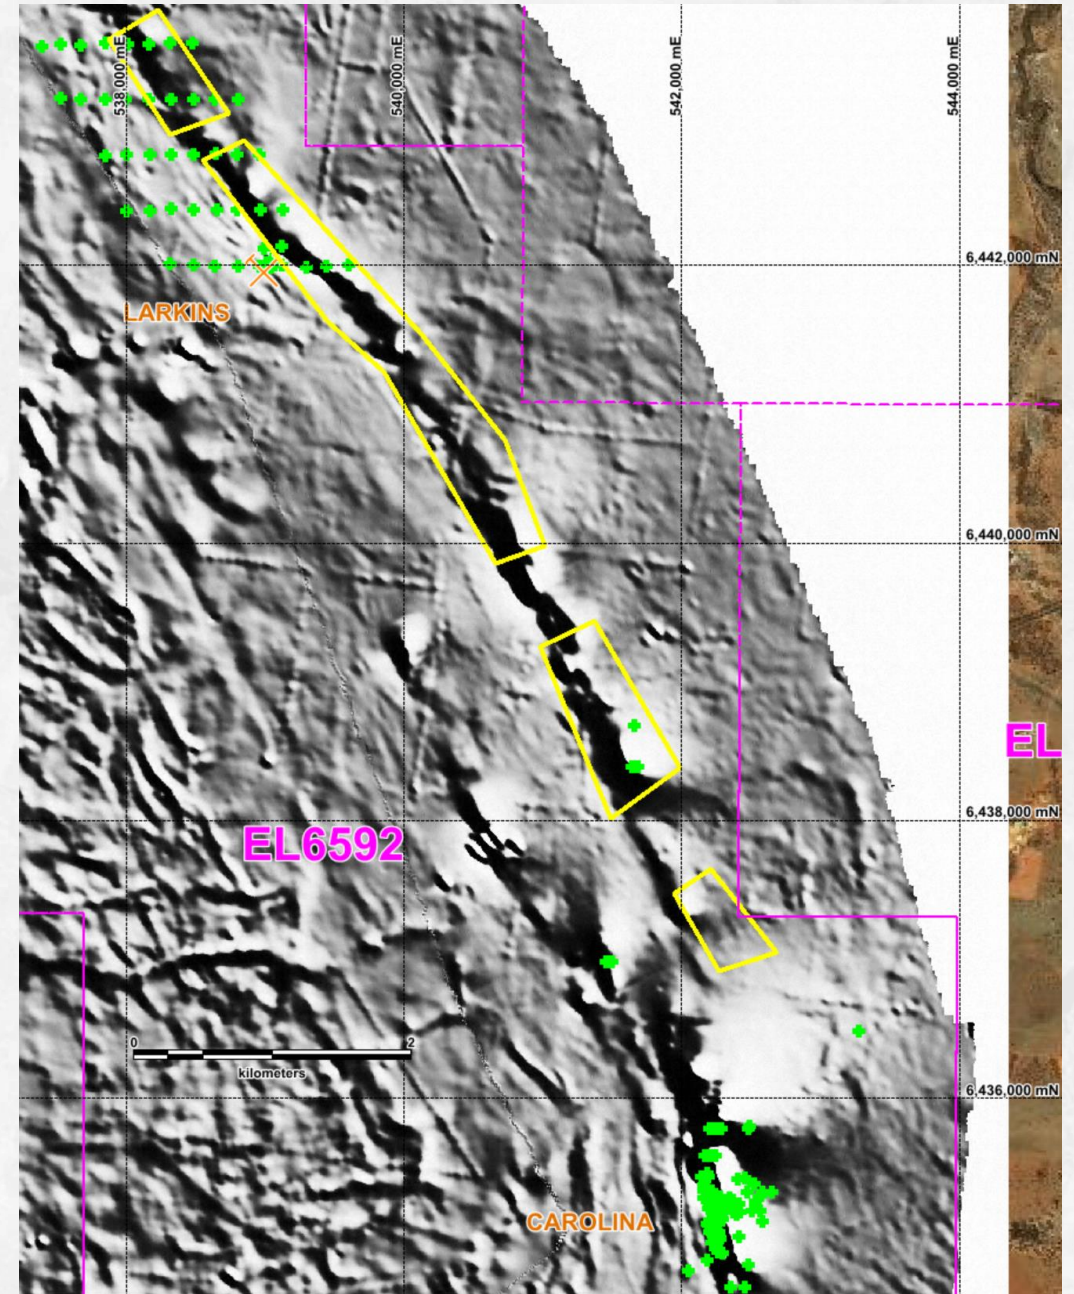 538,000 mE
540,000 mE
542,000 mE
544,000 mE
6,442,000 mN
LARKINS
6,440,000 mN
EL
6,438,000 mN
EL6592
0
2
kilometers
6,436,000 mN
CAROLINA